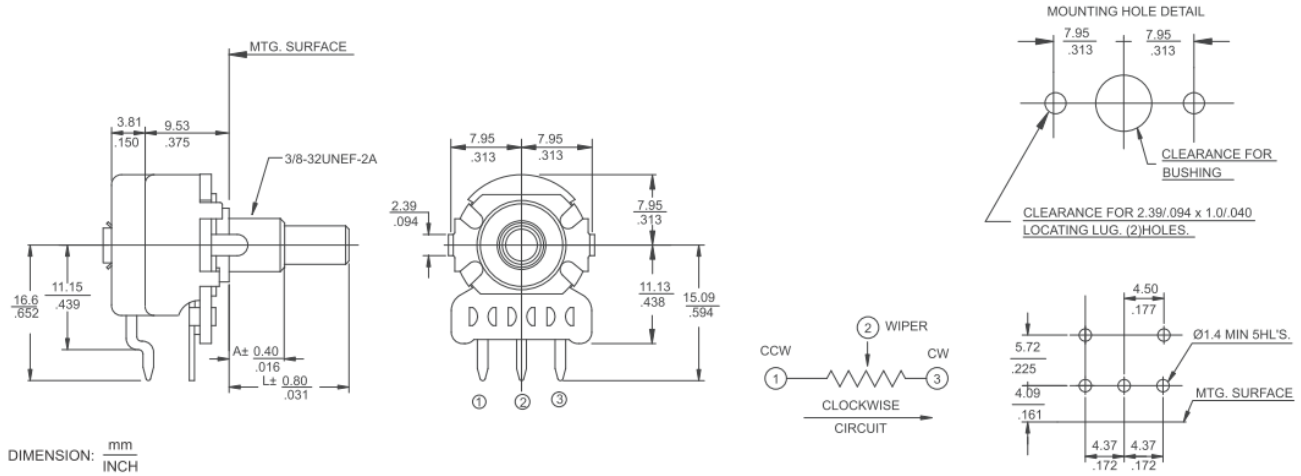 MTG. SURFACE
3.81
.150
9.53
.375
3/8-32UNEF-2A
16.6
.652
11.15
.439
A± 0.40
.016
L± 0.80
.031
7.95
.313
7.95
.313
2.39
.094
7.95
.313
11.13
.438
15.09
.594
1
2
3
MOUNTING HOLE DETAIL
7.95
.313
7.95
.313
CLEARANCE FOR
BUSHING
CLEARANCE FOR 2.39/.094 x 1.0/.040
LOCATING LUG. (2)HOLES.
2 WIPER
CCW
CW
1
3
CLOCKWISE
CIRCUIT
4.50
.177
5.72
.225
Ø1.4 MIN 5HL'S.
4.09
.161
MTG. SURFACE
4.37
.172
4.37
.172
DIMENSION: mm
INCH